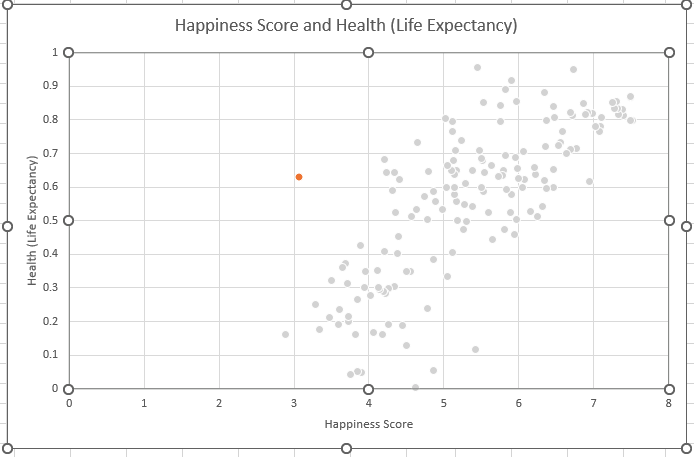 Happiness Score and Health (Life Expectancy)
Health (Life Expectancy)
1
0.9
0.8
0.7
0.6
0.5
0.4
0.3
0.2
0.1
0
0 1 2 3 4 5 6 7 8
Happiness Score